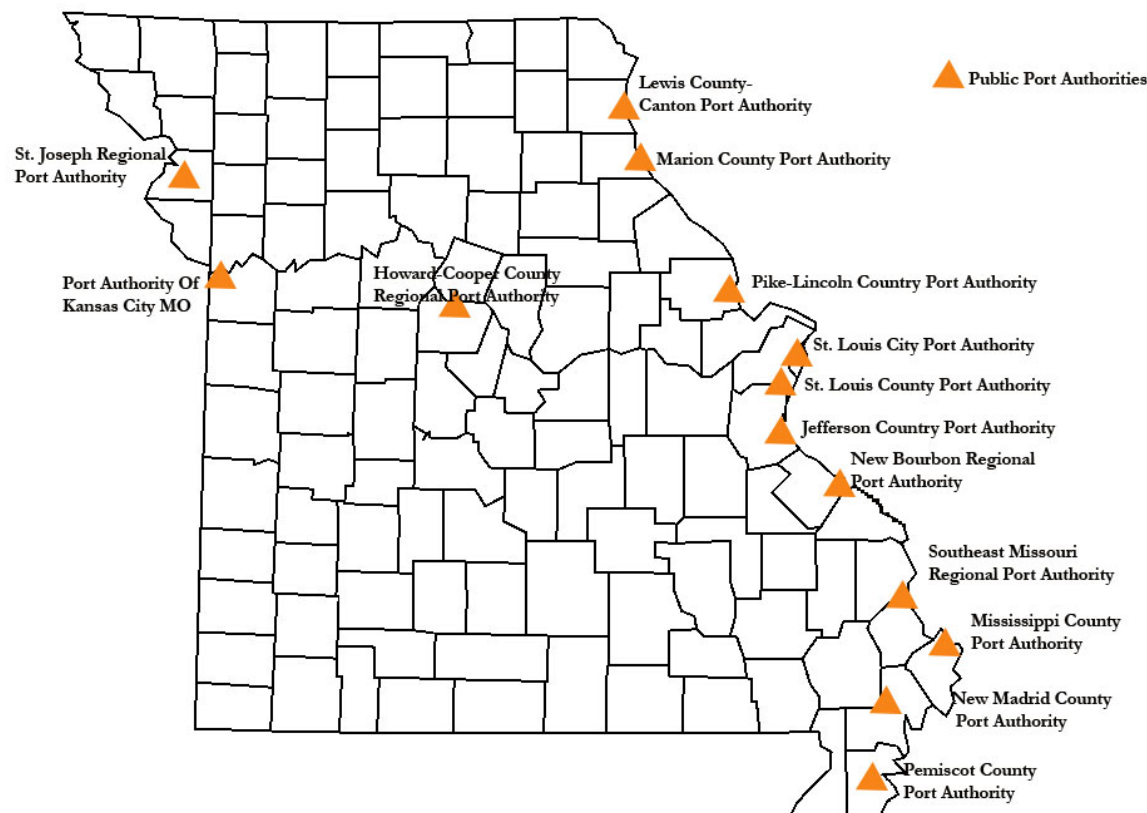 Public Port Authorities
Lewis County-
Canton Port Authority
Marion County Port Authority
St. Joseph Regional
Port Authority
Port Authority Of
Kansas City MO
Howard-Cooper County
Regional Port Authority
Pike-Lincoln Country Port Authority
St. Louis City Port Authority
St. Louis County Port Authority
Jefferson Country Port Authority
New Bourbon Regional
Port Authority
Southeast Missouri
Regional Port Authority
Mississippi County
Port Authority
New Madrid County
Port Authority
Pemiscot County
Port Authority